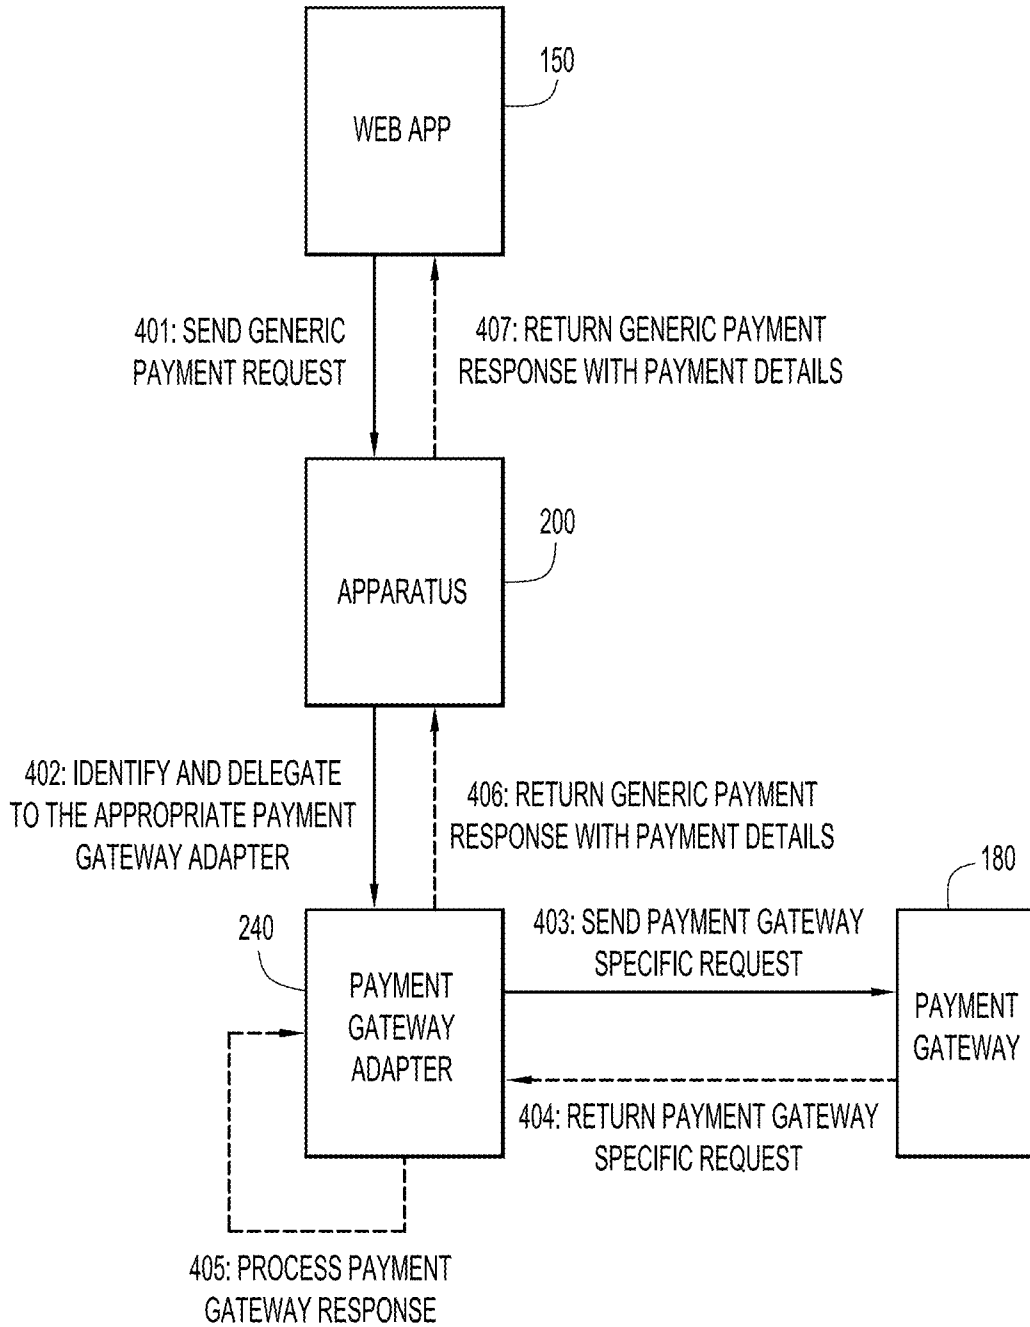 150
WEB APP
401: SEND GENERIC
PAYMENT REQUEST
407: RETURN GENERIC PAYMENT
RESPONSE WITH PAYMENT DETAILS
200
APPARATUS
402: IDENTIFY AND DELEGATE
TO THE APPROPRIATE PAYMENT
GATEWAY ADAPTER
406: RETURN GENERIC PAYMENT
RESPONSE WITH PAYMENT DETAILS
180
240
403: SEND PAYMENT GATEWAY
SPECIFIC REQUEST
PAYMENT
GATEWAY
ADAPTER
PAYMENT
GATEWAY
404: RETURN PAYMENT GATEWAY
SPECIFIC REQUEST
405: PROCESS PAYMENT
GATEWAY RESPONSE